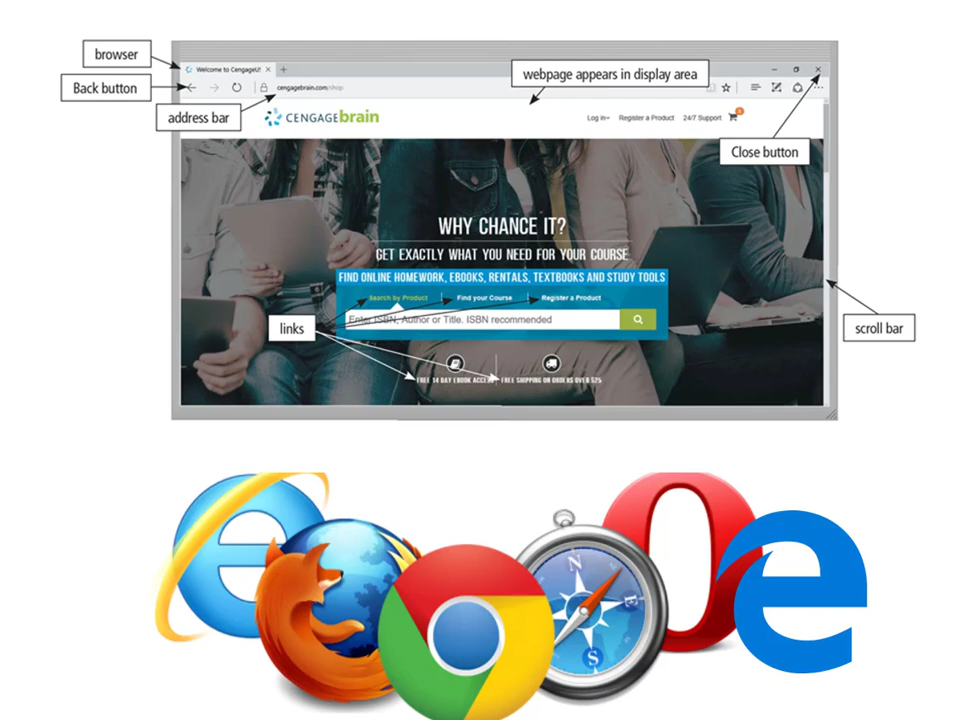 browser
Welcome to CengageU!
Back button
webpage appears in display area
cengagebrain.com/shop
address bar
CENGAGEbrain
Log in
Register a Product
24/7 Support
Close button
WHY CHANCE IT?
GET EXACTLY WHAT YOU NEED FOR YOUR COURSE
FIND ONLINE HOMEWORK, EBOOKS, RENTALS, TEXTBOOKS AND STUDY TOOLS
Search by Product
Find your Course
Register a Product
Enter ISBN, Author or Title. ISBN recommended
links
scroll bar
FREE 14 DAY EBOOK ACCESS
FREE SHIPPING ON ORDERS OVER $25
N
E
S